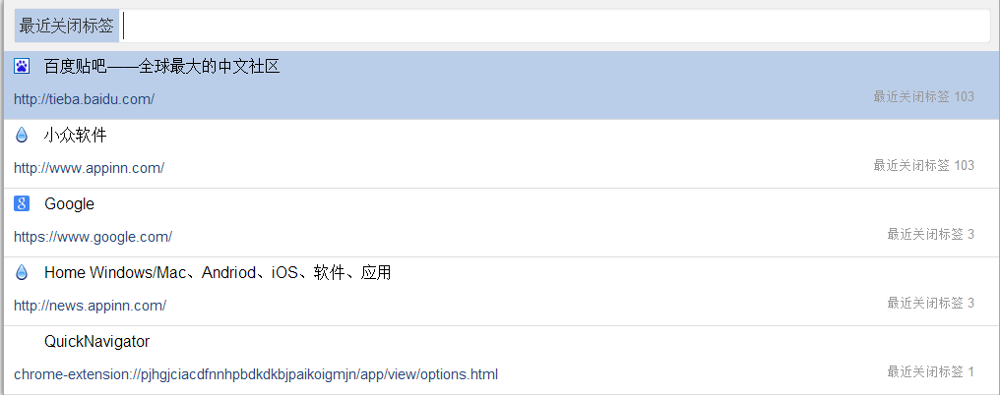 最近关闭标签
百度贴吧——全球最大的中文社区
http://tieba.baidu.com/
最近关闭标签 103
小众软件
http://www.appinn.com/
最近关闭标签 103
Google
https://www.google.com/
最近关闭标签 3
Home Windows/Mac、Andriod、iOS、软件、应用
http://news.appinn.com/
最近关闭标签 3
QuickNavigator
chrome-extension://pjhgjciacdfnnhpbdkdkbjpaikoigmjn/app/view/options.html
最近关闭标签 1